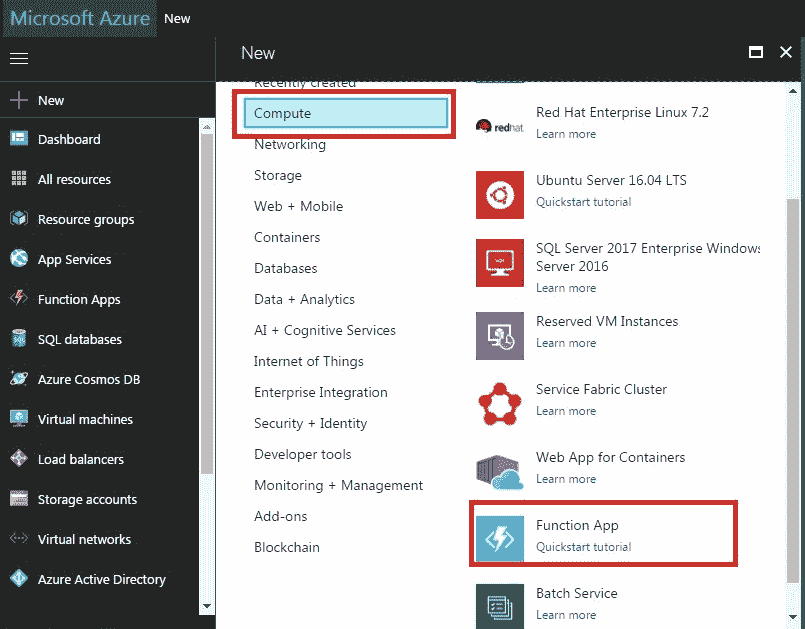 Microsoft Azure New
New
New
Dashboard
All resources
Resource groups
App Services
Function Apps
SQL databases
Azure Cosmos DB
Virtual machines
Load balancers
Storage accounts
Virtual networks
Azure Active Directory
Recently created
Compute
Networking
Storage
Web + Mobile
Containers
Databases
Data + Analytics
AI + Cognitive Services
Internet of Things
Enterprise Integration
Security + Identity
Developer tools
Monitoring + Management
Add-ons
Blockchain
redhat
Red Hat Enterprise Linux 7.2
Learn more
Ubuntu Server 16.04 LTS
Quickstart tutorial
SQL Server 2017 Enterprise Windows
Server 2016
Learn more
Reserved VM Instances
Learn more
Service Fabric Cluster
Learn more
Web App for Containers
Learn more
Function App
Quickstart tutorial
Batch Service
Learn more